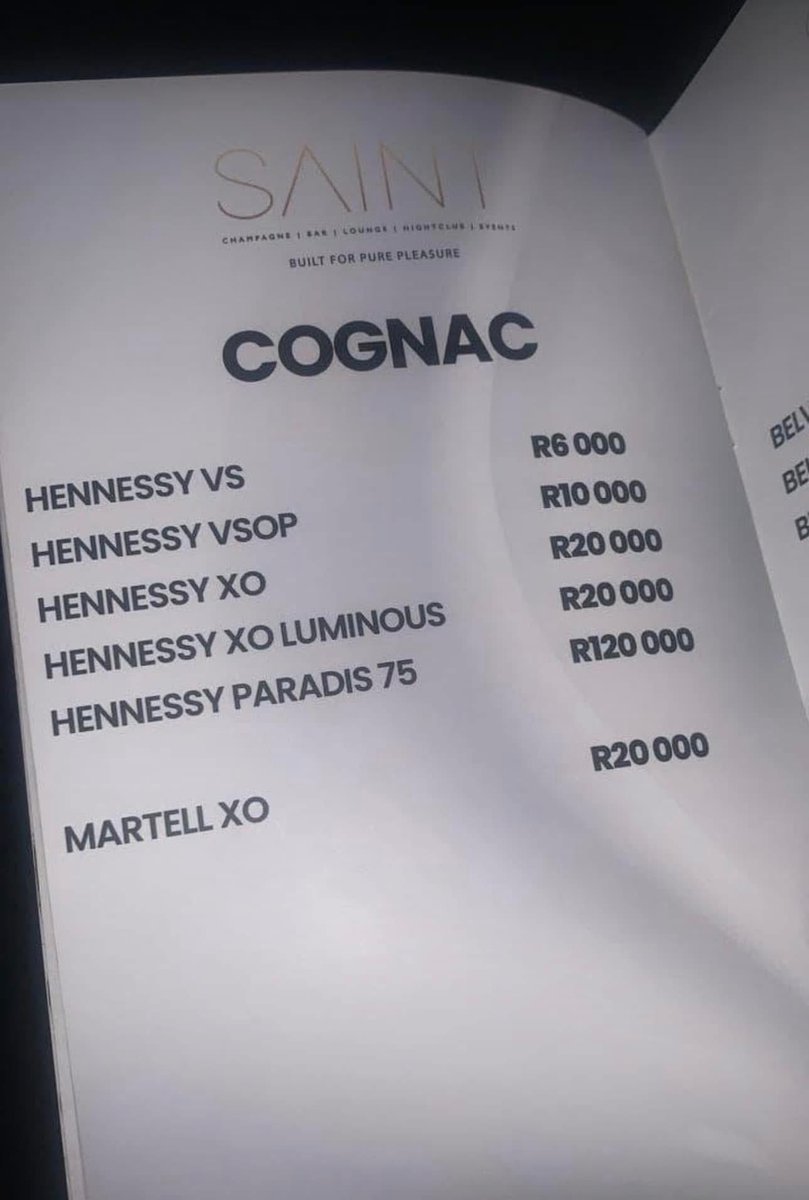 SAINT
CHAMPAGNE | BAR | LOUNGE | NIGHTCLUB | EVENTS
BUILT FOR PURE PLEASURE
COGNAC
HENNESSY VS R6 000
HENNESSY VSOP R10 000
HENNESSY XO R20 000
HENNESSY XO LUMINOUS R20 000
HENNESSY PARADIS 75 R120 000
MARTELL XO R20 000